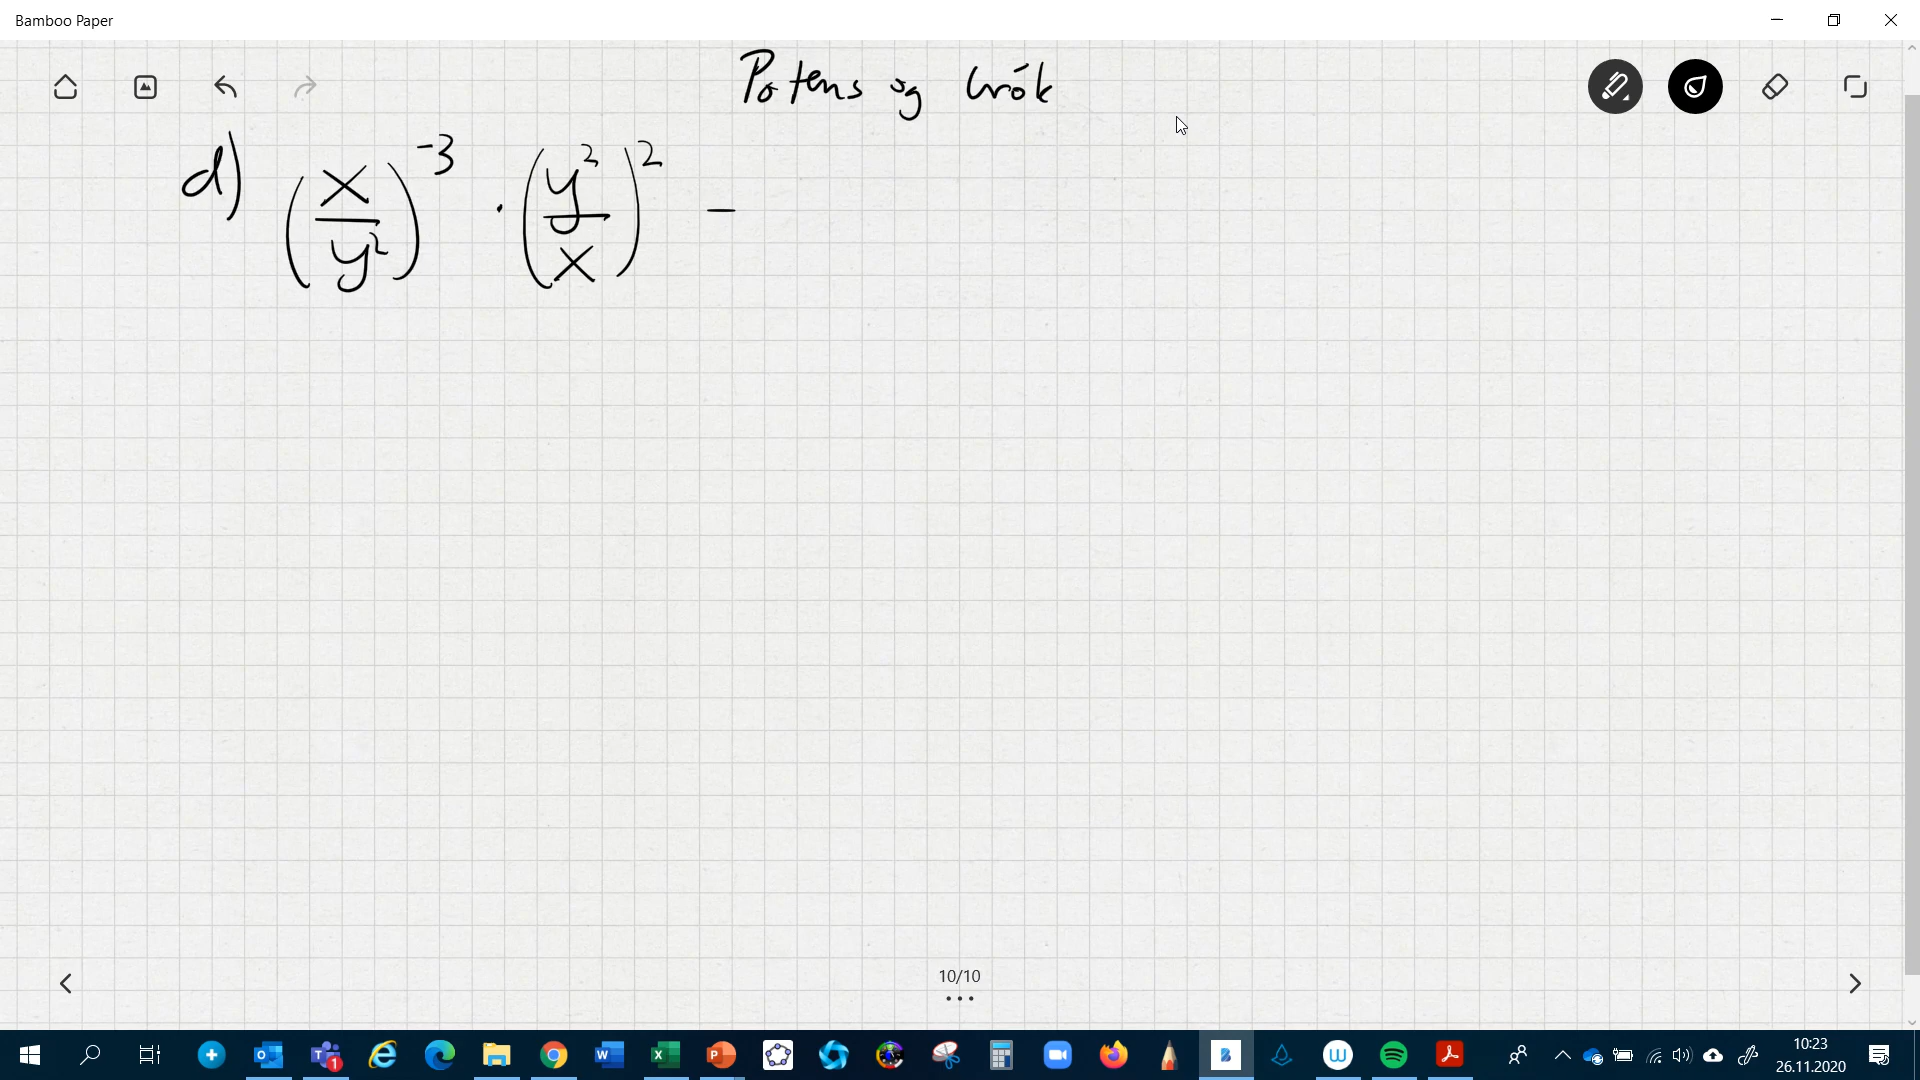 Bamboo Paper
Potens og brøk
d) (x/y²)⁻³ · (y²/x)² −
10/10
10:23
26.11.2020